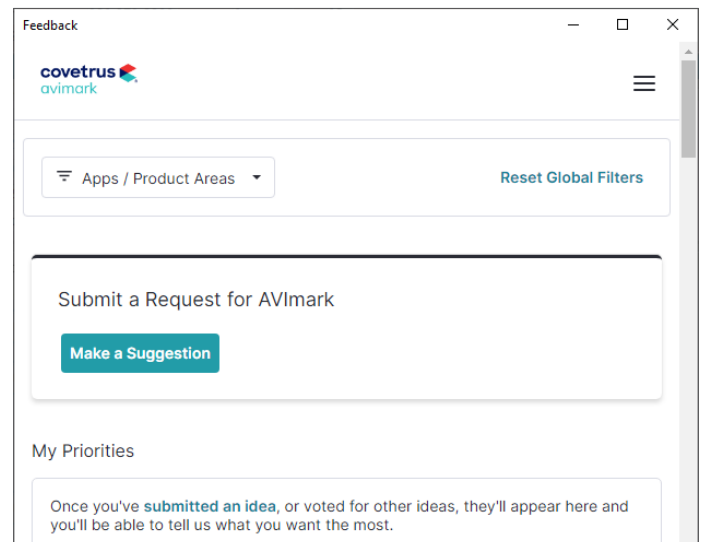 Feedback
covetrus
avimark
Apps / Product Areas
Reset Global Filters
Submit a Request for AVImark
Make a Suggestion
My Priorities
Once you've submitted an idea, or voted for other ideas, they'll appear here and
you'll be able to tell us what you want the most.